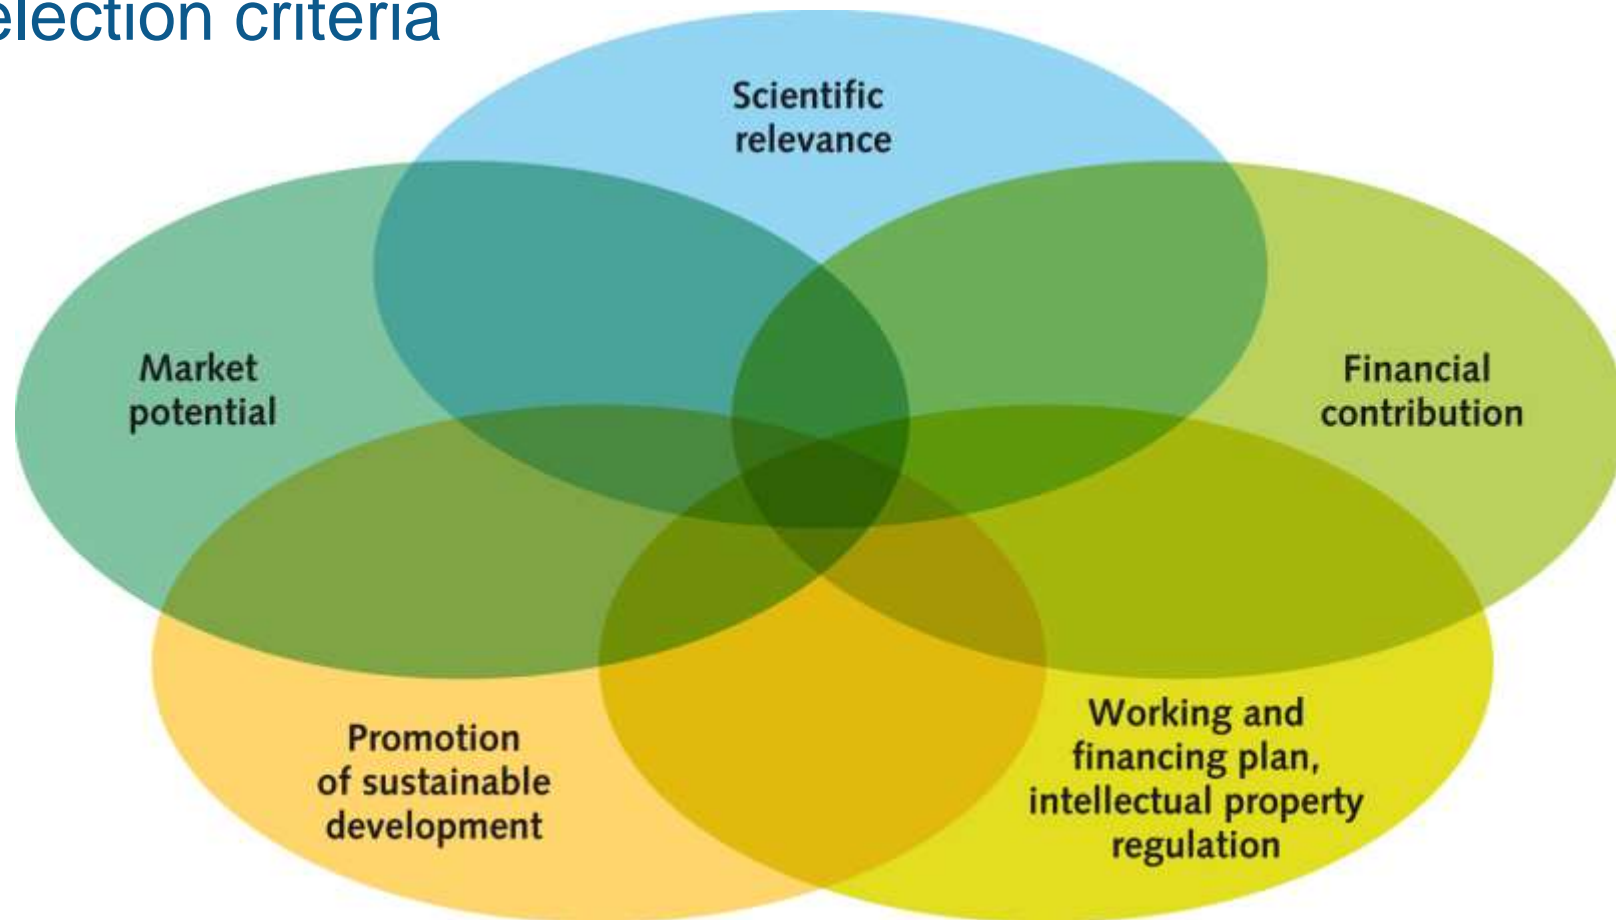 election criteria
Scientific
relevance
Market
potential
Financial
contribution
Promotion
of sustainable
development
Working and
financing plan,
intellectual property
regulation